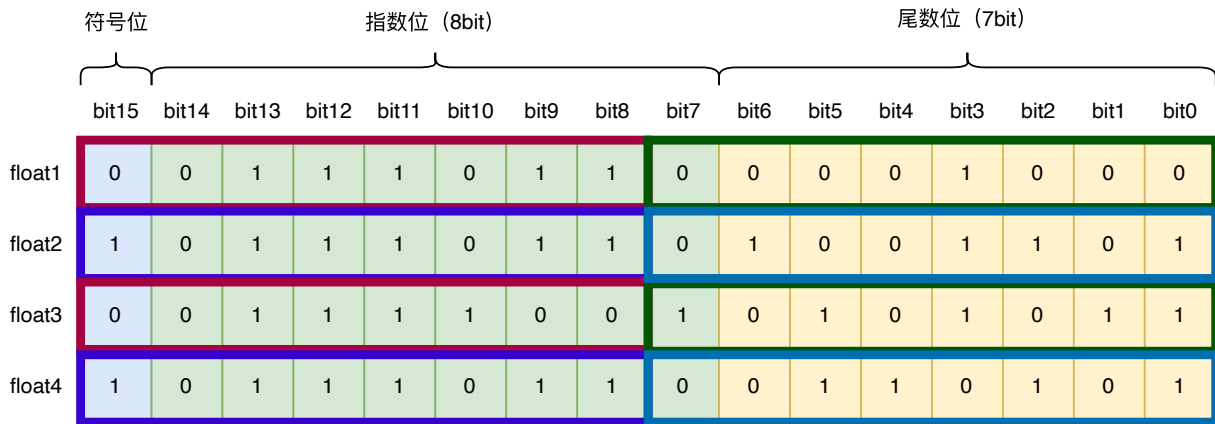 符号位 指数位（8bit） 尾数位（7bit）
bit15 bit14 bit13 bit12 bit11 bit10 bit9 bit8 bit7 bit6 bit5 bit4 bit3 bit2 bit1 bit0
float1 0 0 1 1 1 0 1 1 0 0 0 0 1 0 0 0
float2 1 0 1 1 1 0 1 1 0 1 0 0 1 1 0 1
float3 0 0 1 1 1 1 0 0 1 0 1 0 1 0 1 1
float4 1 0 1 1 1 0 1 1 0 0 1 1 0 1 0 1